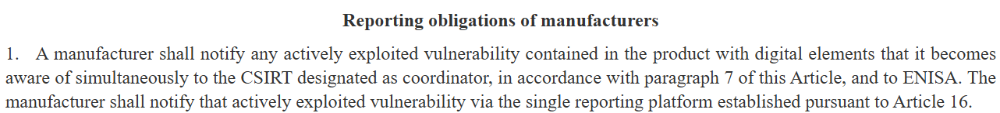 Reporting obligations of manufacturers
1. A manufacturer shall notify any actively exploited vulnerability contained in the product with digital elements that it becomes
aware of simultaneously to the CSIRT designated as coordinator, in accordance with paragraph 7 of this Article, and to ENISA. The
manufacturer shall notify that actively exploited vulnerability via the single reporting platform established pursuant to Article 16.